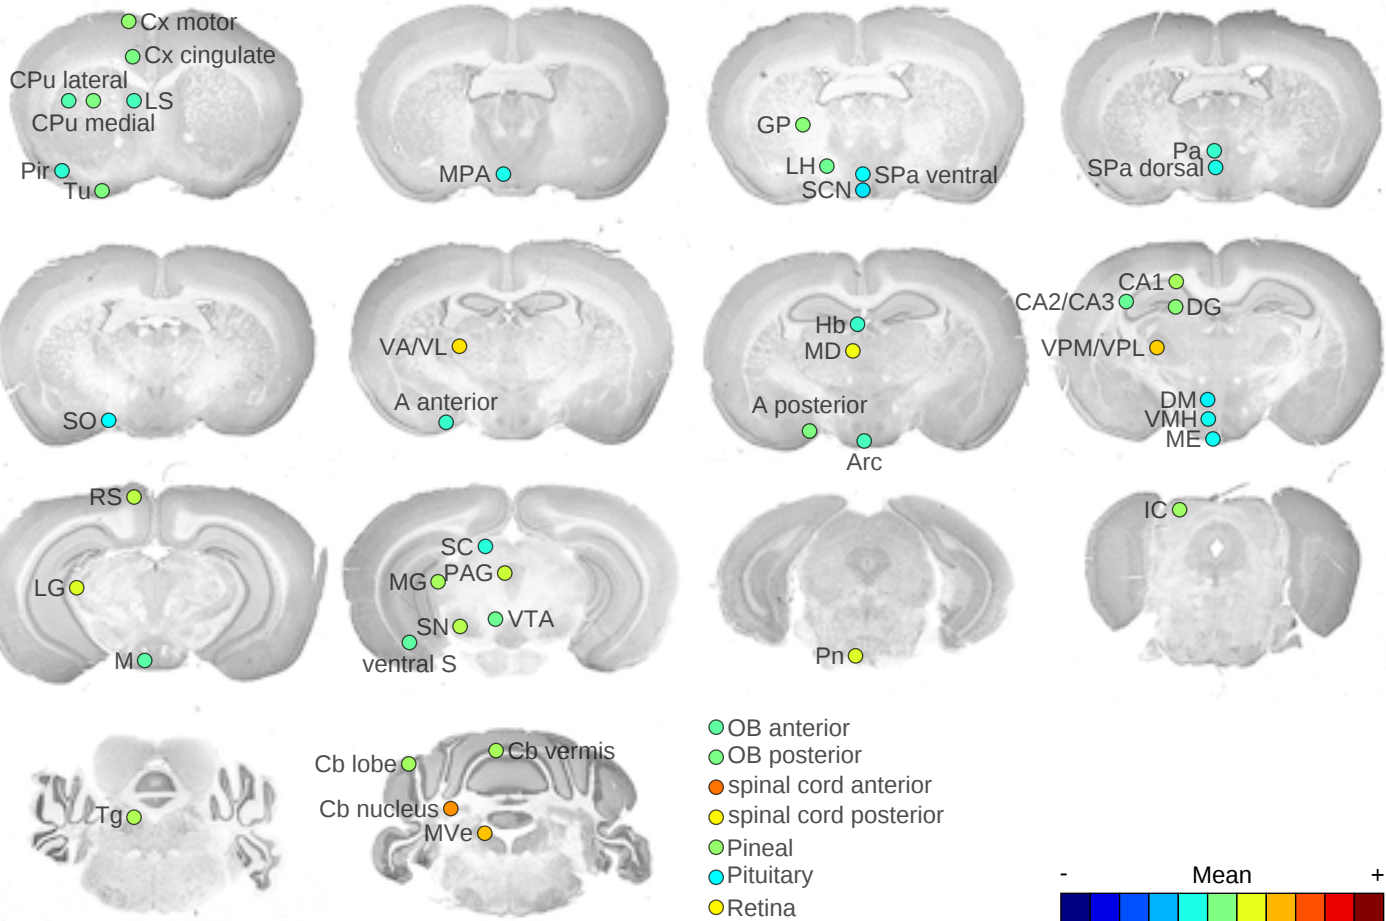 Cx motor
Cx cingulate
CPu lateral
LS
CPu medial
Pir
Tu
MPA
GP
LH
SPa ventral
SCN
Pa
SPa dorsal
SO
VA/VL
A anterior
Hb
MD
A posterior
Arc
CA1
CA2/CA3
DG
VPM/VPL
DM
VMH
ME
RS
LG
M
SC
MG
PAG
SN
VTA
ventral S
Pn
IC
Tg
Cb lobe
Cb vermis
Cb nucleus
MVe
OB anterior
OB posterior
spinal cord anterior
spinal cord posterior
Pineal
Pituitary
Retina
- Mean +